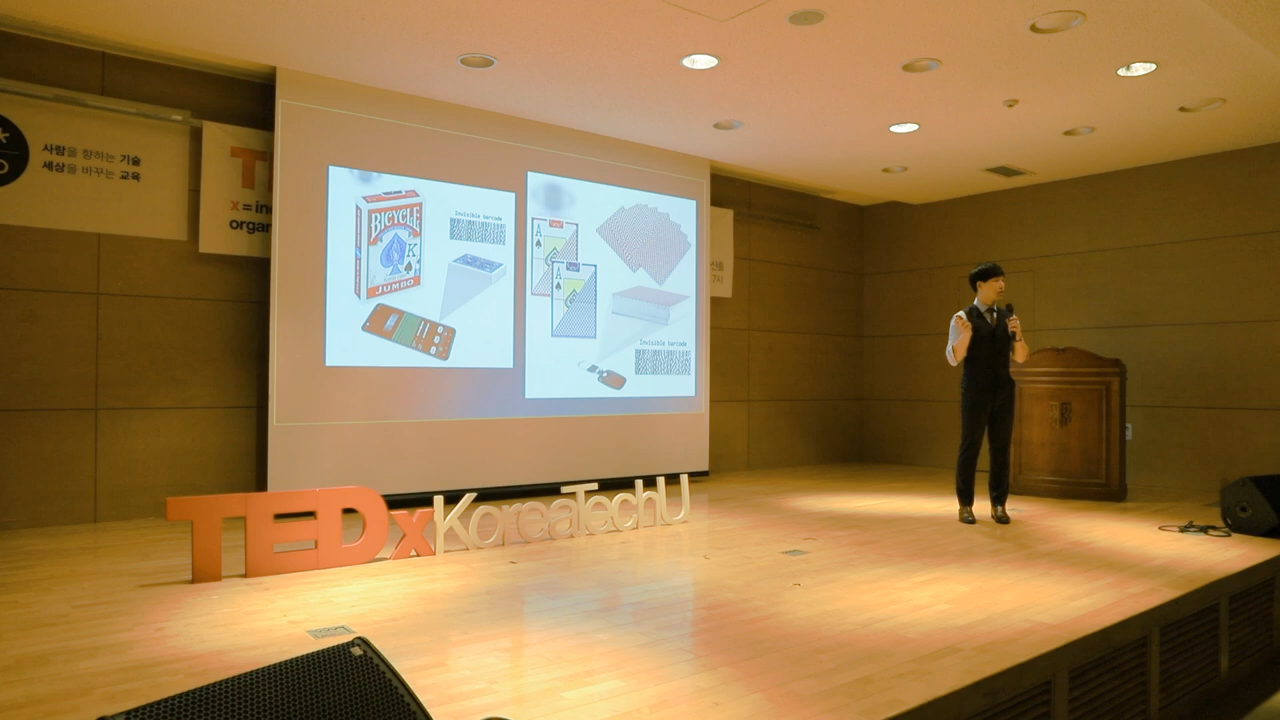 사람을 향하는 기술
세상을 바꾸는 교육
x = in
organ
BICYCLE
K
JUMBO
Invisible barcode
A
A
Invisible barcode
TEDxKoreaTechU